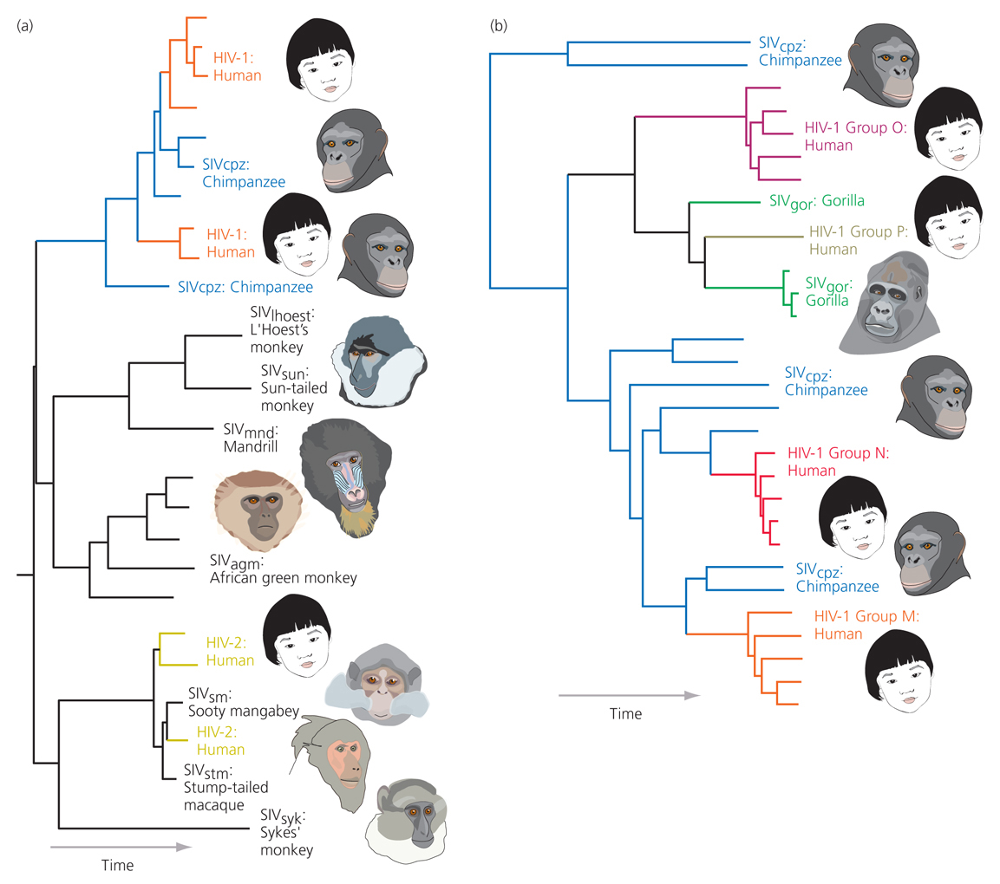 (a)
HIV-1:
Human
SIVcpz:
Chimpanzee
HIV-1:
Human
SIVcpz: Chimpanzee
SIVlhoest:
L'Hoest's
monkey
SIVsun:
Sun-tailed
monkey
SIVmnd:
Mandrill
SIVagm:
African green monkey
HIV-2:
Human
SIVsm:
Sooty mangabey
HIV-2:
Human
SIVstm:
Stump-tailed
macaque
SIVsyk:
Sykes'
monkey
Time
(b)
SIVcpz:
Chimpanzee
HIV-1 Group O:
Human
SIVgor: Gorilla
HIV-1 Group P:
Human
SIVgor:
Gorilla
SIVcpz:
Chimpanzee
HIV-1 Group N:
Human
SIVcpz:
Chimpanzee
HIV-1 Group M:
Human
Time